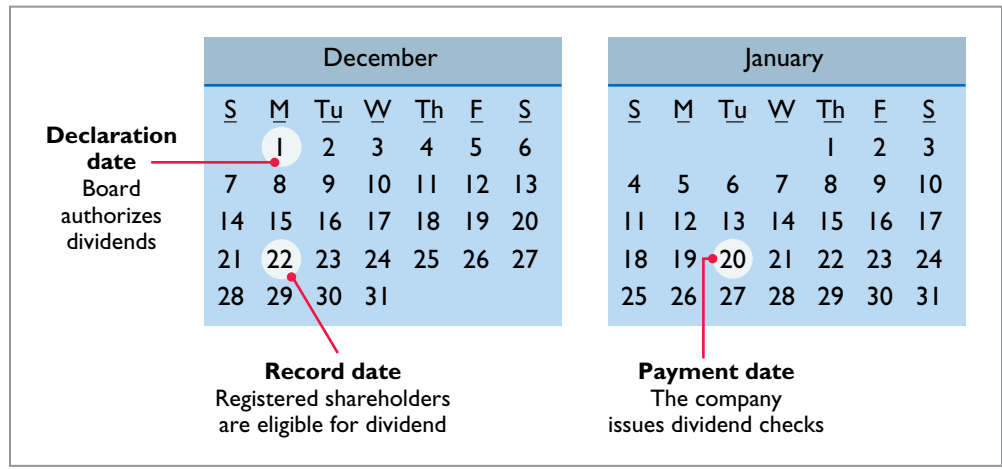 December
S M Tu W Th F S
1 2 3 4 5 6
7 8 9 10 11 12 13
14 15 16 17 18 19 20
21 22 23 24 25 26 27
28 29 30 31
January
S M Tu W Th F S
1 2 3
4 5 6 7 8 9 10
11 12 13 14 15 16 17
18 19 20 21 22 23 24
25 26 27 28 29 30 31
Declaration
date
Board
authorizes
dividends
Record date
Registered shareholders
are eligible for dividend
Payment date
The company
issues dividend checks